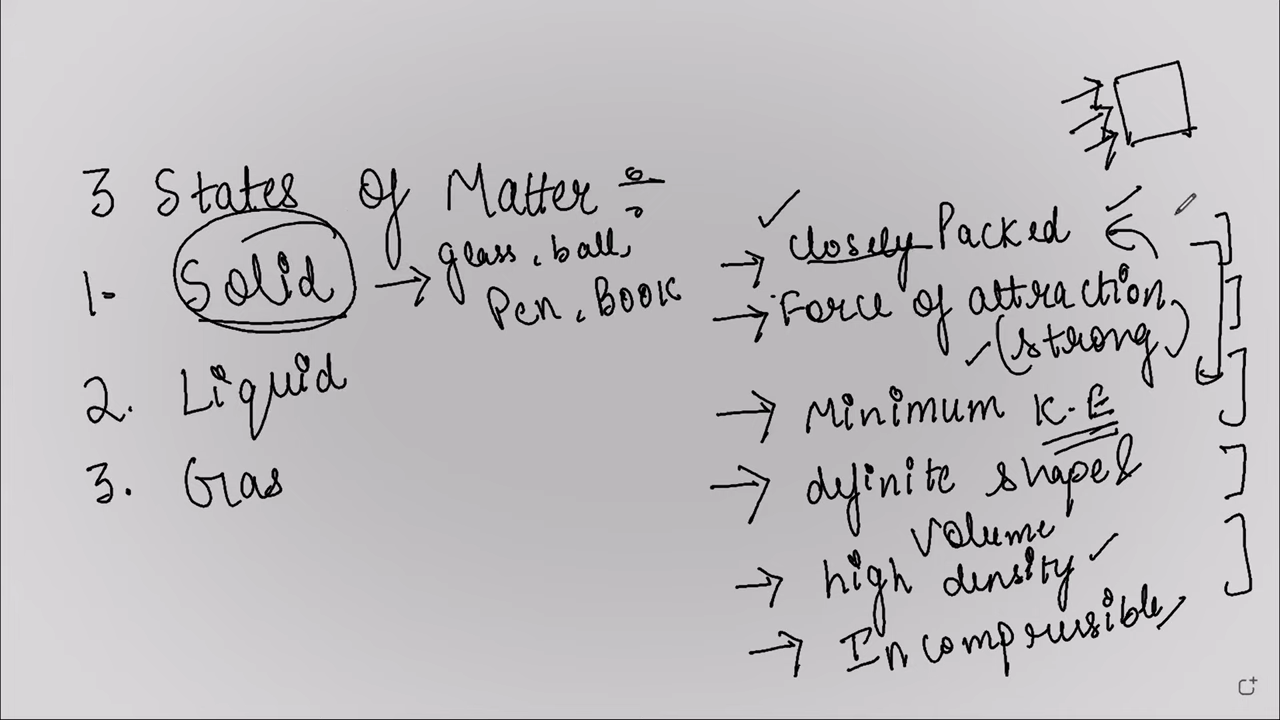 3 States Of Matter ÷
1- Solid → glass, ball,
Pen, BOOK
2. Liquid
3. Gas
→ closely Packed
→ Force of attraction
(strong)
→ Minimum K.E
→ definite shape &
Volume
→ high density
→ Incompressible